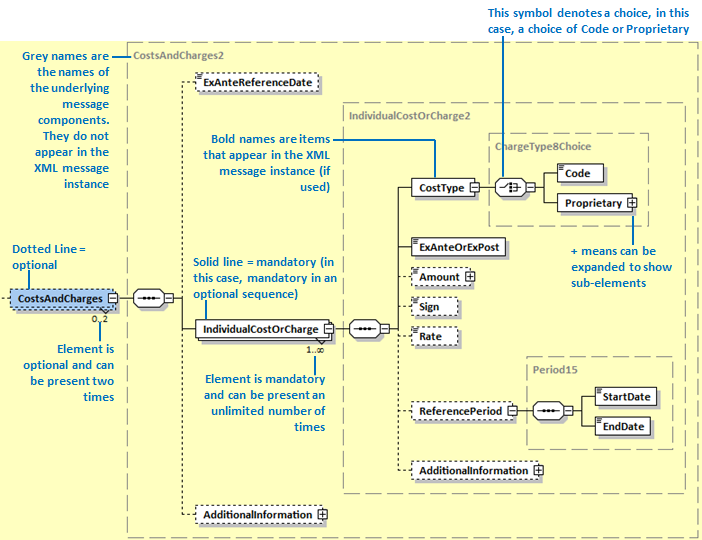 This symbol denotes a choice, in this
case, a choice of Code or Proprietary
Grey names are
the names of
the underlying
message
components.
They do not
appear in the
XML message
instance
CostsAndCharges2
ExAnteReferenceDate
IndividualCostOrCharge2
Bold names are items
that appear in the XML
message instance (if
used)
ChargeType8Choice
Code
CostType
Proprietary
Dotted Line =
optional
Solid line = mandatory (in
this case, mandatory in an
optional sequence)
ExAnteOrExPost
+ means can be
expanded to show
sub-elements
Amount
CostsAndCharges
0..2
Sign
IndividualCostOrCharge
1..∞
Rate
Element is
optional and can
be present two
times
Element is mandatory
and can be present an
unlimited number of
times
Period15
StartDate
ReferencePeriod
EndDate
AdditionalInformation
AdditionalInformation